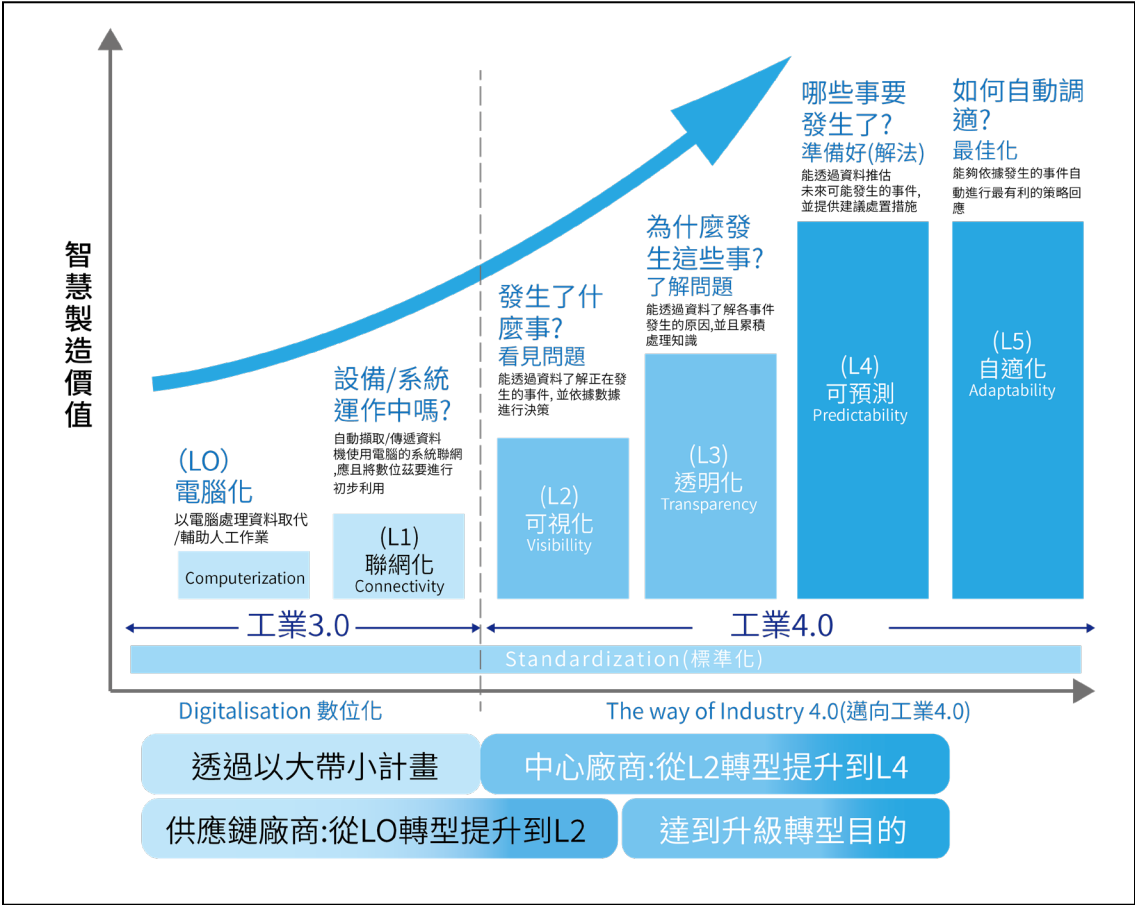 智慧製造價值
(LO)
電腦化
以電腦處理資料取代
/輔助人工作業
Computerization
設備/系統
運作中嗎?
自動擷取/傳遞資料
機使用電腦的系統聯網
,應且將數位茲要進行
初步利用
(L1)
聯網化
Connectivity
發生了什
麼事?
看見問題
能透過資料了解正在發
生的事件, 並依據數據
進行決策
(L2)
可視化
Visibillity
為什麼發
生這些事?
了解問題
能透過資料了解各事件
發生的原因,並且累積
處理知識
(L3)
透明化
Transparency
哪些事要
發生了?
準備好(解法)
能透過資料推估
未來可能發生的事件,
並提供建議處置措施
(L4)
可預測
Predictability
如何自動調
適?
最佳化
能夠依據發生的事件自
動進行最有利的策略回
應
(L5)
自適化
Adaptability
工業3.0
工業4.0
Standardization(標準化)
Digitalisation 數位化
The way of Industry 4.0(邁向工業4.0)
透過以大帶小計畫
中心廠商:從L2轉型提升到L4
供應鏈廠商:從LO轉型提升到L2
達到升級轉型目的